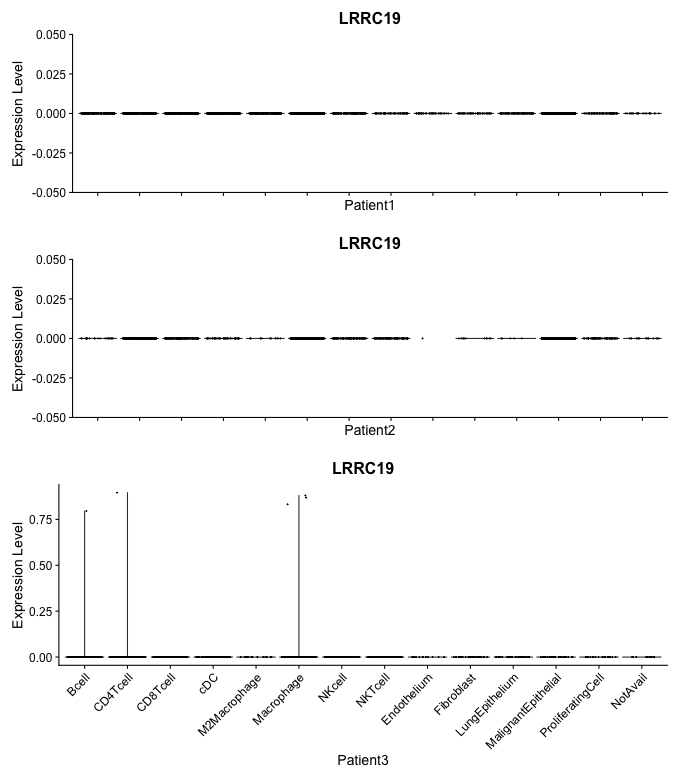 LRRC19
Expression Level
0.050
0.025
0.000
-0.025
-0.050
Patient1
LRRC19
Expression Level
0.050
0.025
0.000
-0.025
-0.050
Patient2
LRRC19
Expression Level
0.75
0.50
0.25
0.00
Bcell
CD4Tcell
CD8Tcell
cDC
M2Macrophage
Macrophage
NKcell
NKTcell
Endothelium
Fibroblast
LungEpithelium
MalignantEpithelial
ProliferatingCell
NotAvail
Patient3